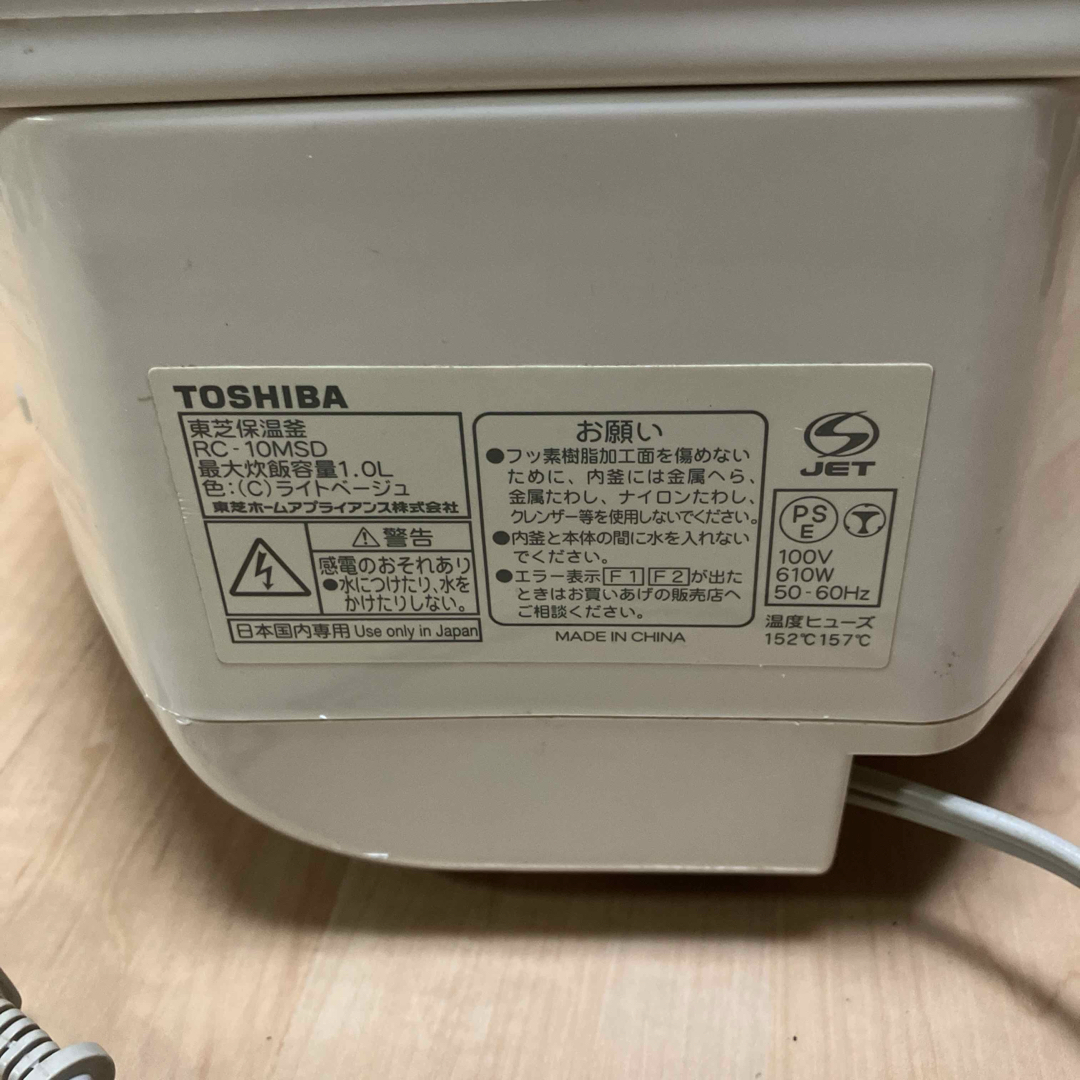 TOSHIBA
東芝保温釜
RC-10MSD
最大炊飯容量1.0L
色:(C)ライトベージュ
東芝ホームアプライアンス株式会社
⚠警告
感電のおそれあり
●水につけたり、水を
かけたりしない。
日本国内専用 Use only in Japan
お願い
●フッ素樹脂加工面を傷めない
ために、内釜には金属へら、
金属たわし、ナイロンたわし、
クレンザー等を使用しないでください。
●内釜と本体の間に水を入れない
でください。
●エラー表示 F1 F2 が出た
ときはお買いあげの販売店へ
ご相談ください。
MADE IN CHINA
JET
PSE
100V
610W
50-60Hz
温度ヒューズ
152℃157℃